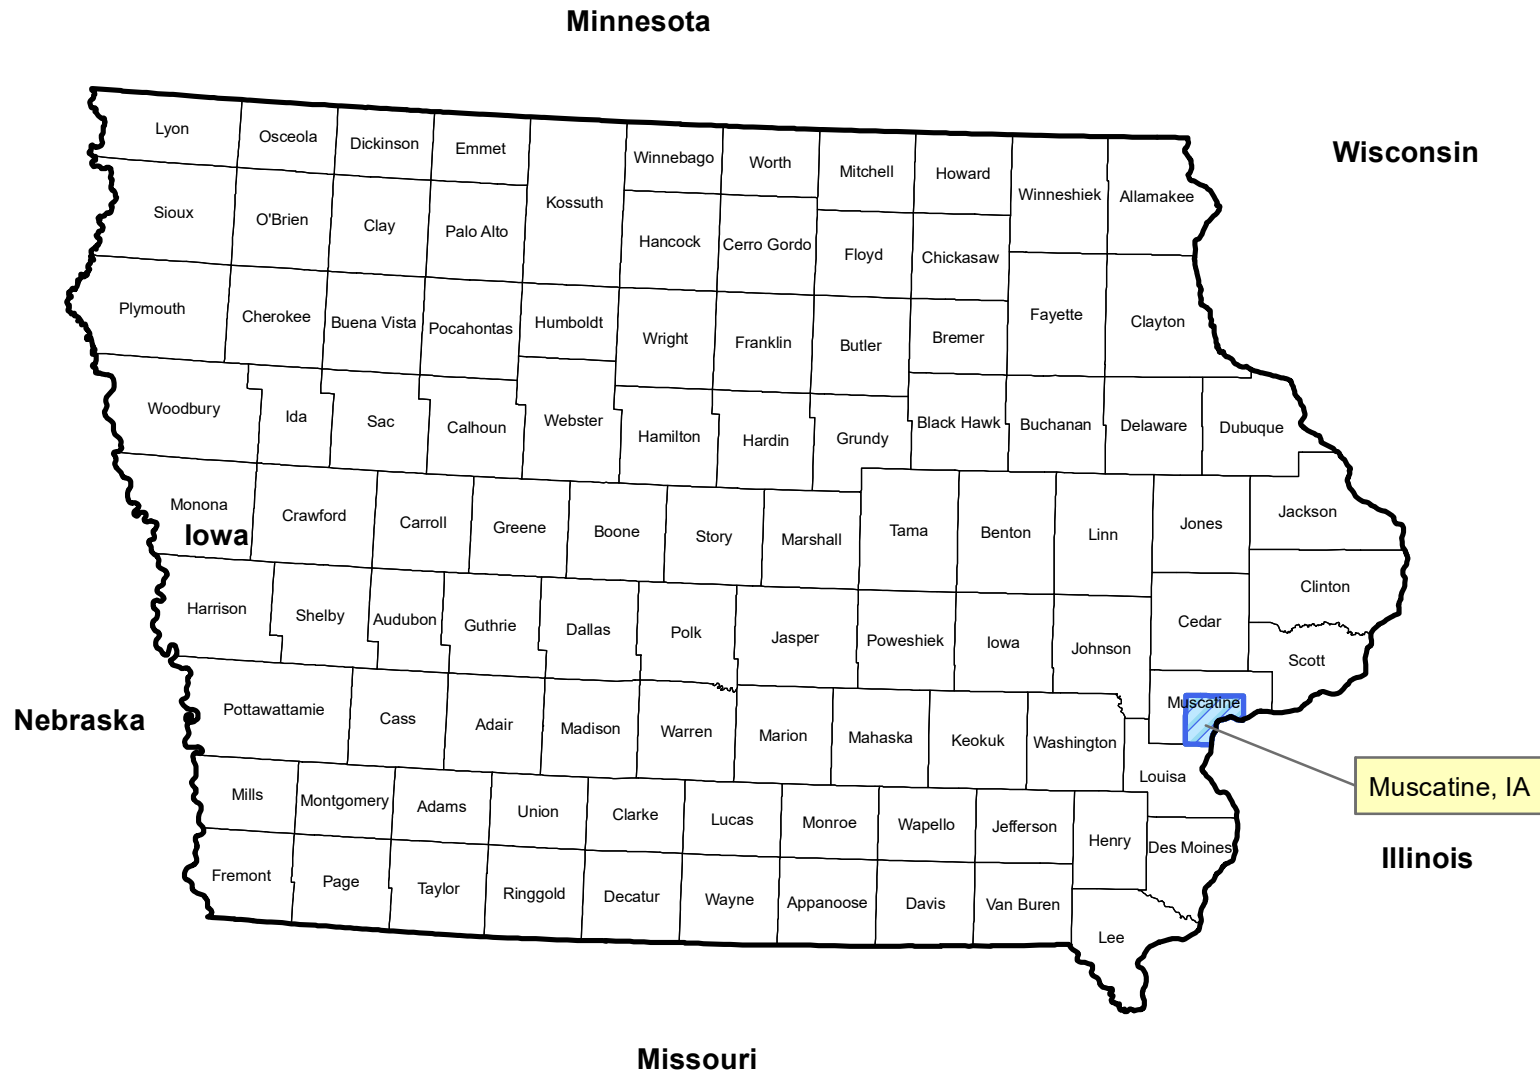 Minnesota
Wisconsin
Lyon
Osceola
Dickinson
Emmet
Kossuth
Winnebago
Worth
Mitchell
Howard
Winneshiek
Allamakee
Sioux
O'Brien
Clay
Palo Alto
Hancock
Cerro Gordo
Floyd
Chickasaw
Plymouth
Cherokee
Buena Vista
Pocahontas
Humboldt
Wright
Franklin
Butler
Bremer
Fayette
Clayton
Woodbury
Ida
Sac
Calhoun
Webster
Hamilton
Hardin
Grundy
Black Hawk
Buchanan
Delaware
Dubuque
Monona
Iowa
Crawford
Carroll
Greene
Boone
Story
Marshall
Tama
Benton
Linn
Jones
Jackson
Harrison
Shelby
Audubon
Guthrie
Dallas
Polk
Jasper
Poweshiek
Iowa
Johnson
Cedar
Clinton
Scott
Nebraska
Pottawattamie
Cass
Adair
Madison
Warren
Marion
Mahaska
Keokuk
Washington
Muscatine
Louisa
Muscatine, IA
Mills
Montgomery
Adams
Union
Clarke
Lucas
Monroe
Wapello
Jefferson
Henry
Des Moines
Illinois
Fremont
Page
Taylor
Ringgold
Decatur
Wayne
Appanoose
Davis
Van Buren
Lee
Missouri